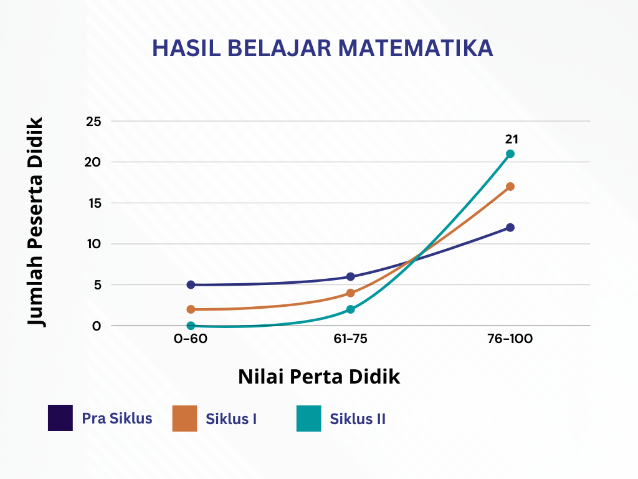 HASIL BELAJAR MATEMATIKA
Jumlah Peserta Didik
25
21
20
15
10
5
0
0-60 61-75 76-100
Nilai Perta Didik
Pra Siklus Siklus I Siklus II